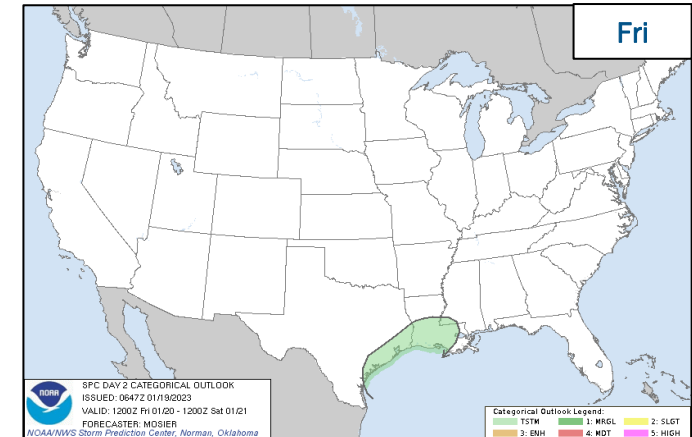 Fri
NOAA
SPC DAY 2 CATEGORICAL OUTLOOK
ISSUED: 0647Z 01/19/2023
VALID: 1200Z Fri 01/20 - 1200Z Sat 01/21
FORECASTER: MOSIER
NOAA/NWS Storm Prediction Center, Norman, Oklahoma
Categorical Outlook Legend:
TSTM 1: MRGL 2: SLGT
3: ENH 4: MDT 5: HIGH